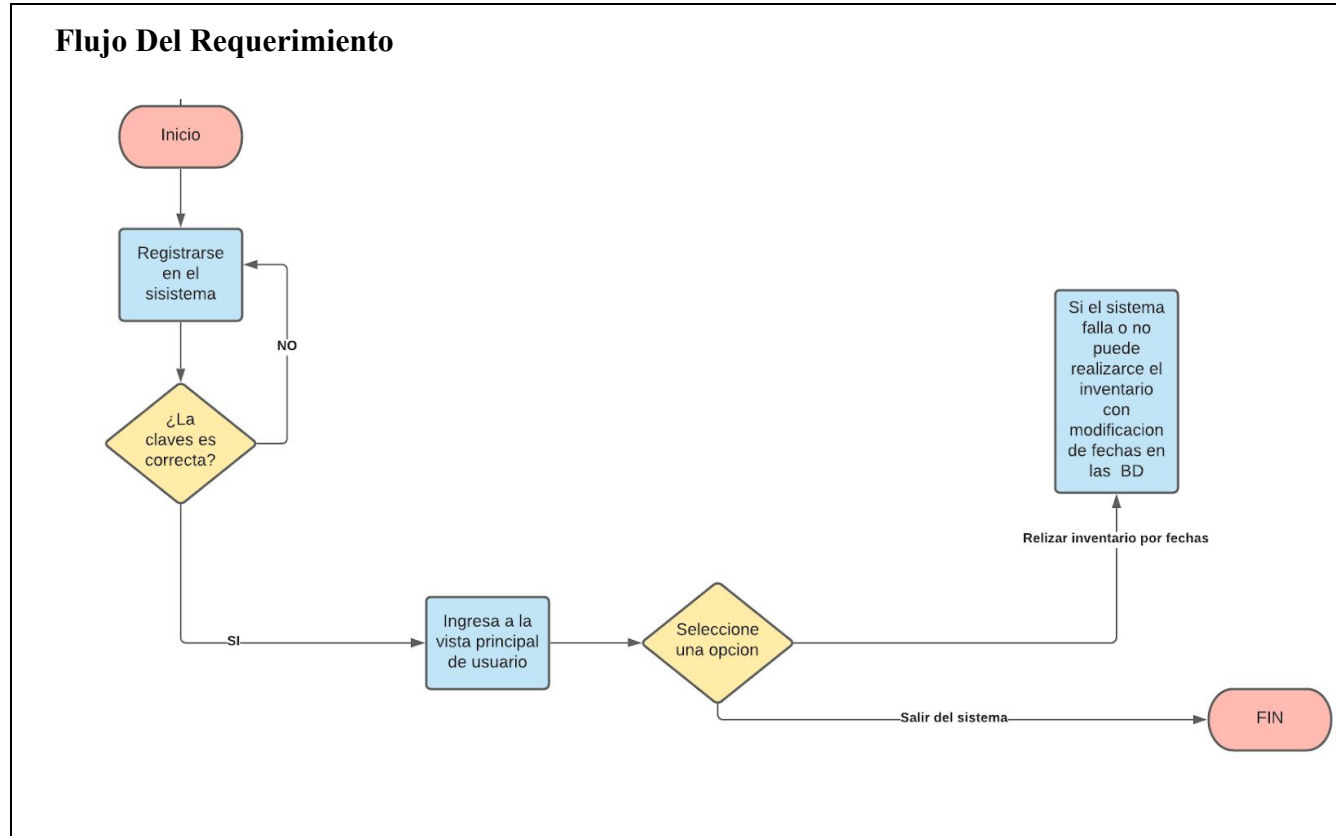 Flujo Del Requerimiento
Inicio
Registrarse
en el
sisistema
NO
¿La
claves es
correcta?
SI
Ingresa a la
vista principal
de usuario
Seleccione
una opcion
Si el sistema
falla o no
puede
realizarce el
inventario
con
modificacion
de fechas en
las BD
Relizar inventario por fechas
Salir del sistema
FIN